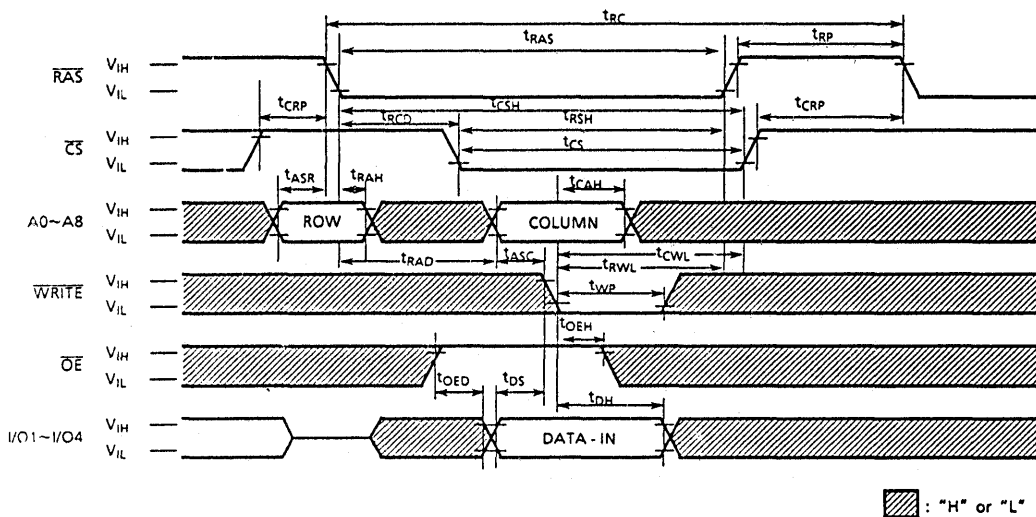 tRC
tRAS
tRP
RAS
VIH
VIL
tCRP
tCSH
tCRP
tRCD
tRSH
CS
VIH
VIL
tCS
tASR
tRAH
tCAH
A0~A8
VIH
VIL
ROW
COLUMN
tRAD
tASC
tCWL
tRWL
WRITE
VIH
VIL
tWP
tOEH
OE
VIH
VIL
tOED
tDS
tDH
I/O1~I/O4
VIH
VIL
DATA - IN
: "H" or "L"